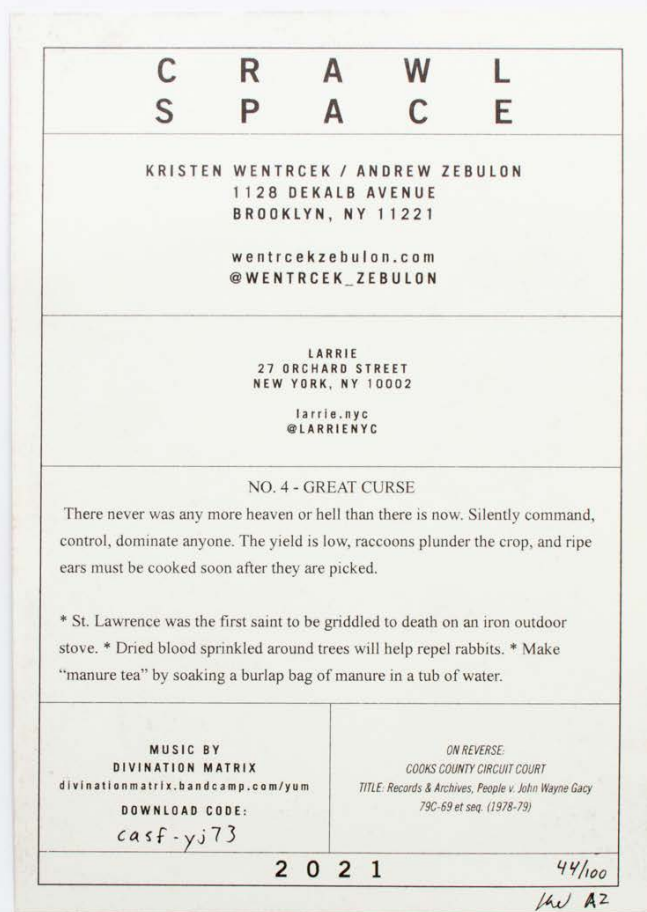 CRAWL
SPACE
KRISTEN WENTRCEK / ANDREW ZEBULON
1128 DEKALB AVENUE
BROOKLYN, NY 11221
wentrcekzebulon.com
@WENTRCEK_ZEBULON
LARRIE
27 ORCHARD STREET
NEW YORK, NY 10002
larrie.nyc
@LARRIENYC
NO. 4 - GREAT CURSE
There never was any more heaven or hell than there is now. Silently command,
control, dominate anyone. The yield is low, raccoons plunder the crop, and ripe
ears must be cooked soon after they are picked.
* St. Lawrence was the first saint to be griddled to death on an iron outdoor
stove. * Dried blood sprinkled around trees will help repel rabbits. * Make
“manure tea” by soaking a burlap bag of manure in a tub of water.
MUSIC BY
DIVINATION MATRIX
divinationmatrix.bandcamp.com/yum
DOWNLOAD CODE:
casf-yj73
ON REVERSE:
COOKS COUNTY CIRCUIT COURT
TITLE: Records & Archives, People v. John Wayne Gacy
79C-69 et seq. (1978-79)
2021
44/100
AZ